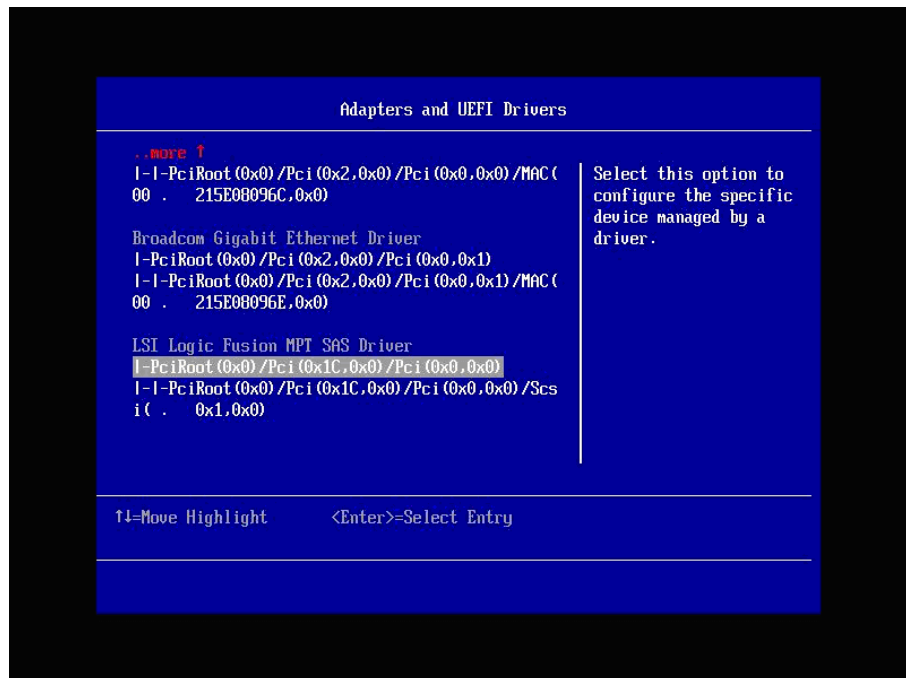 Adapters and UEFI Drivers
..more ↑
|-|-PciRoot(0x0)/Pci(0x2,0x0)/Pci(0x0,0x0)/MAC(
00 .   215E08096C,0x0)
Select this option to
configure the specific
device managed by a
driver.
Broadcom Gigabit Ethernet Driver
|-PciRoot(0x0)/Pci(0x2,0x0)/Pci(0x0,0x1)
|-|-PciRoot(0x0)/Pci(0x2,0x0)/Pci(0x0,0x1)/MAC(
00 .   215E08096E,0x0)
LSI Logic Fusion MPT SAS Driver
|-PciRoot(0x0)/Pci(0x1C,0x0)/Pci(0x0,0x0)
|-|-PciRoot(0x0)/Pci(0x1C,0x0)/Pci(0x0,0x0)/Scs
i( .   0x1,0x0)
↑↓=Move Highlight     <Enter>=Select Entry